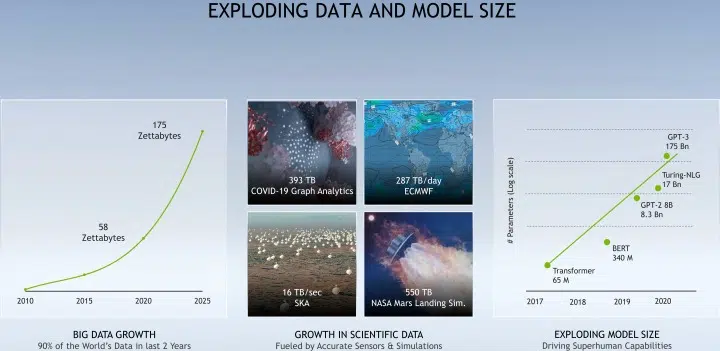 EXPLODING DATA AND MODEL SIZE
175
Zettabytes
58
Zettabytes
2010
2015
2020
2025
BIG DATA GROWTH
90% of the World's Data in last 2 Years
393 TB
COVID-19 Graph Analytics
287 TB/day
ECMWF
16 TB/sec
SKA
550 TB
NASA Mars Landing Sim.
GROWTH IN SCIENTIFIC DATA
Fueled by Accurate Sensors & Simulations
# Parameters (Log scale)
GPT-3
175 Bn
Turing-NLG
17 Bn
GPT-2 8B
8.3 Bn
BERT
340 M
Transformer
65 M
2017
2018
2019
2020
EXPLODING MODEL SIZE
Driving Superhuman Capabilities